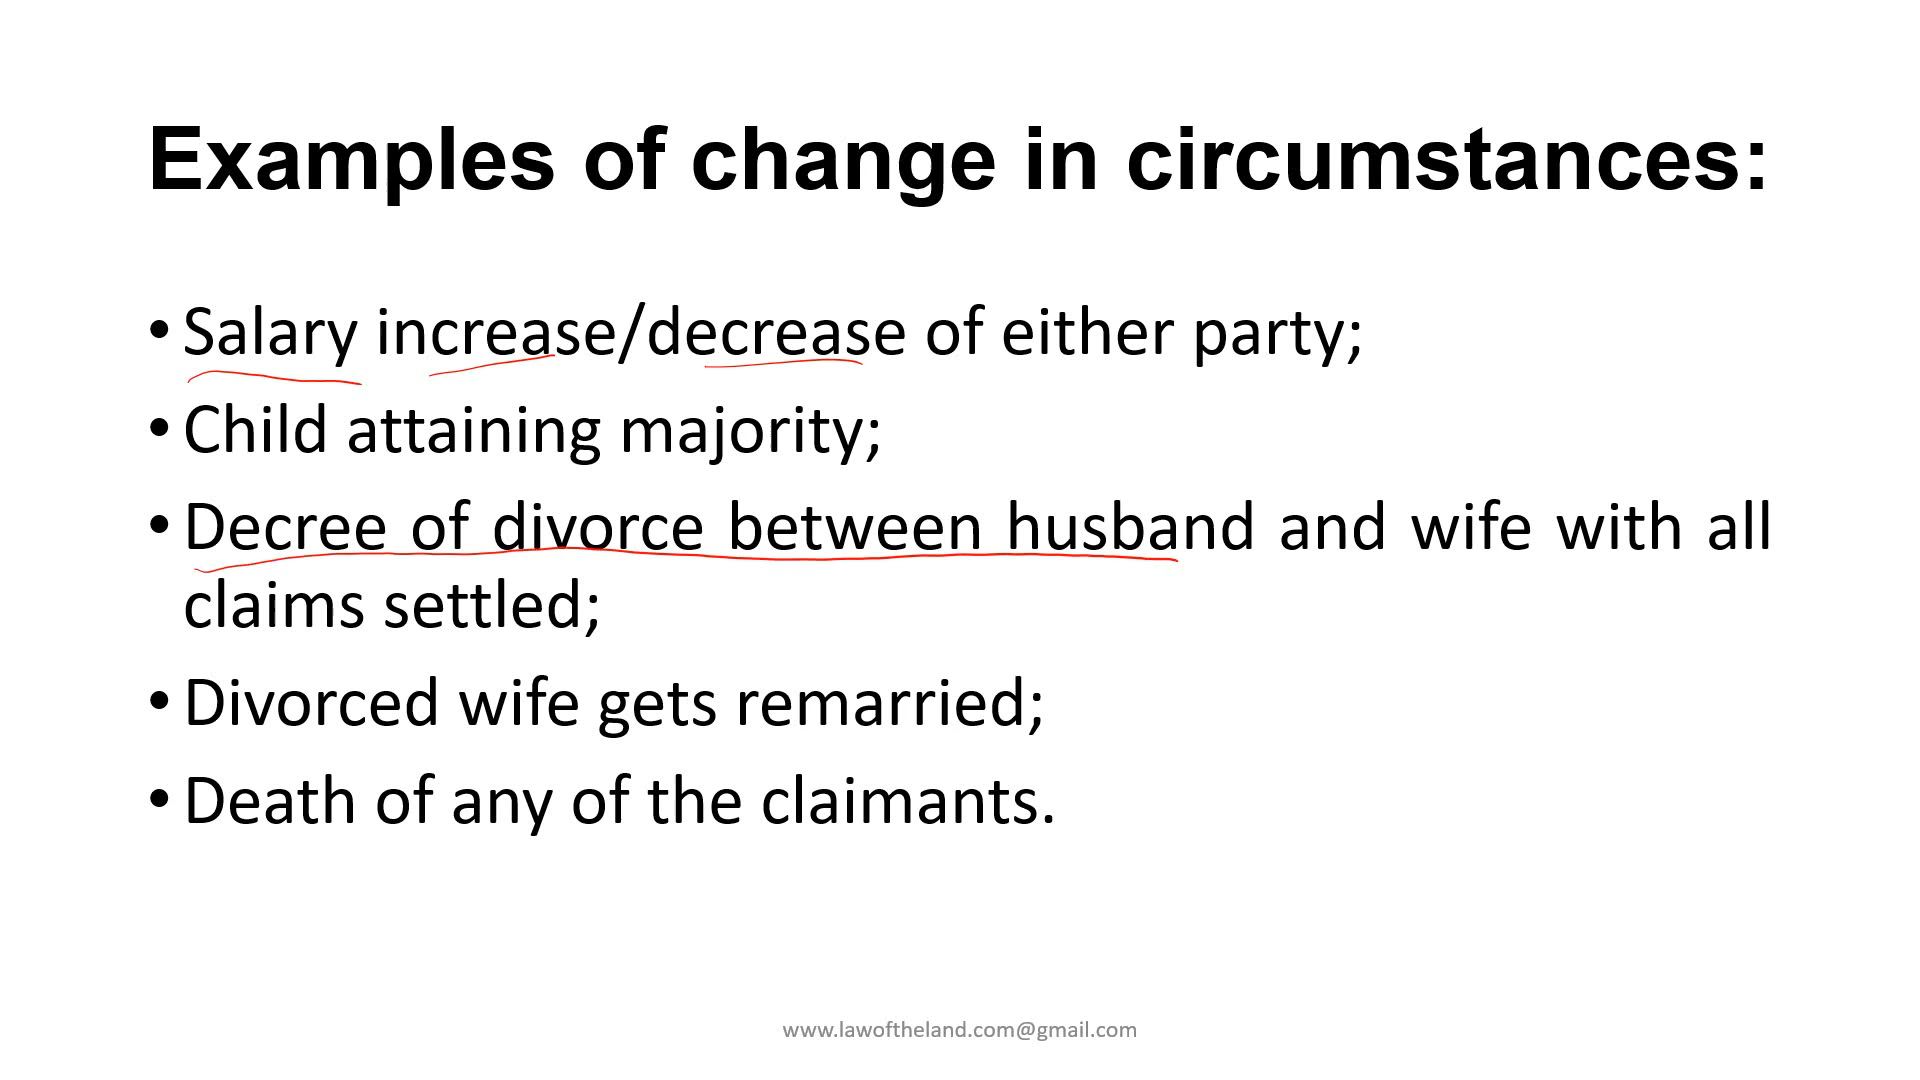 Examples of change in circumstances:
• Salary increase/decrease of either party;
• Child attaining majority;
• Decree of divorce between husband and wife with all
claims settled;
• Divorced wife gets remarried;
• Death of any of the claimants.
www.lawoftheland.com@gmail.com